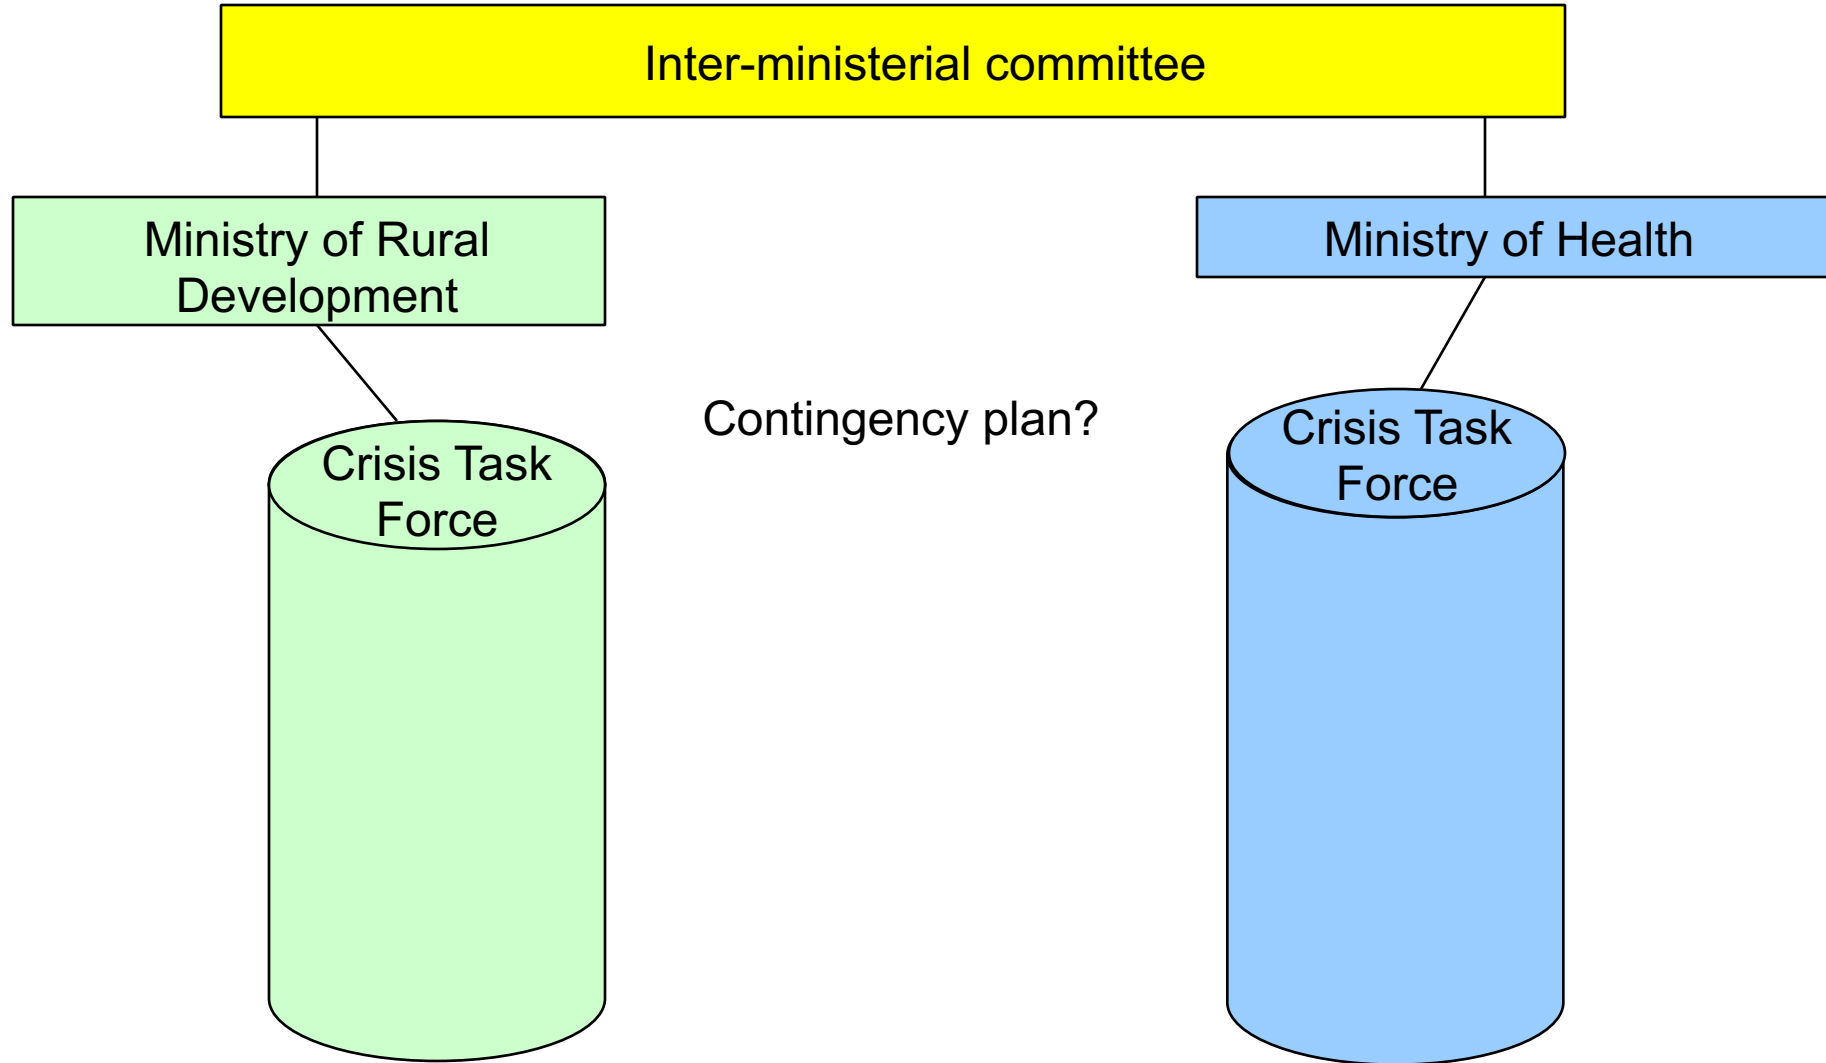 Inter-ministerial committee
Ministry of Rural
Development
Ministry of Health
Contingency plan?
Crisis Task
Force
Crisis Task
Force